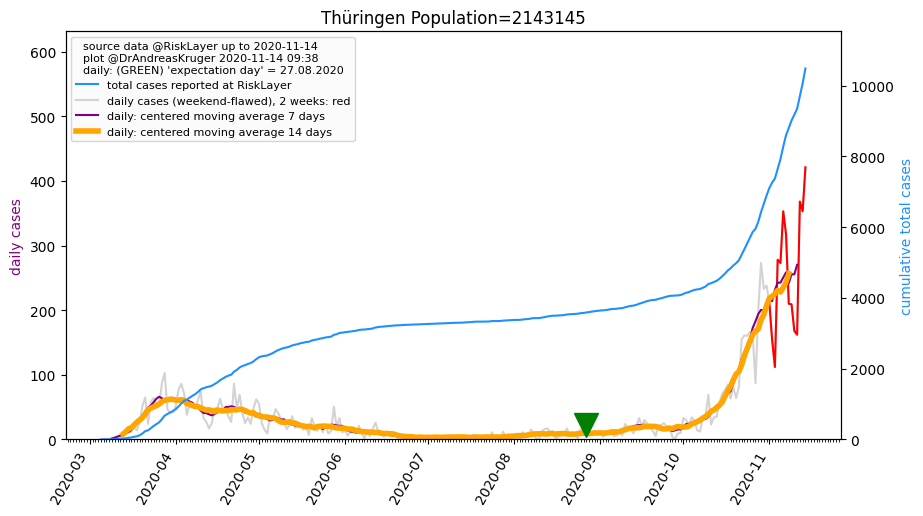 Thüringen Population=2143145
source data @RiskLayer up to 2020-11-14
plot @DrAndreasKruger 2020-11-14 09:38
daily: (GREEN) 'expectation day' = 27.08.2020
total cases reported at RiskLayer
daily cases (weekend-flawed), 2 weeks: red
daily: centered moving average 7 days
daily: centered moving average 14 days
daily cases
600
500
400
300
200
100
0
cumulative total cases
10000
8000
6000
4000
2000
0
2020-03
2020-04
2020-05
2020-06
2020-07
2020-08
2020-09
2020-10
2020-11